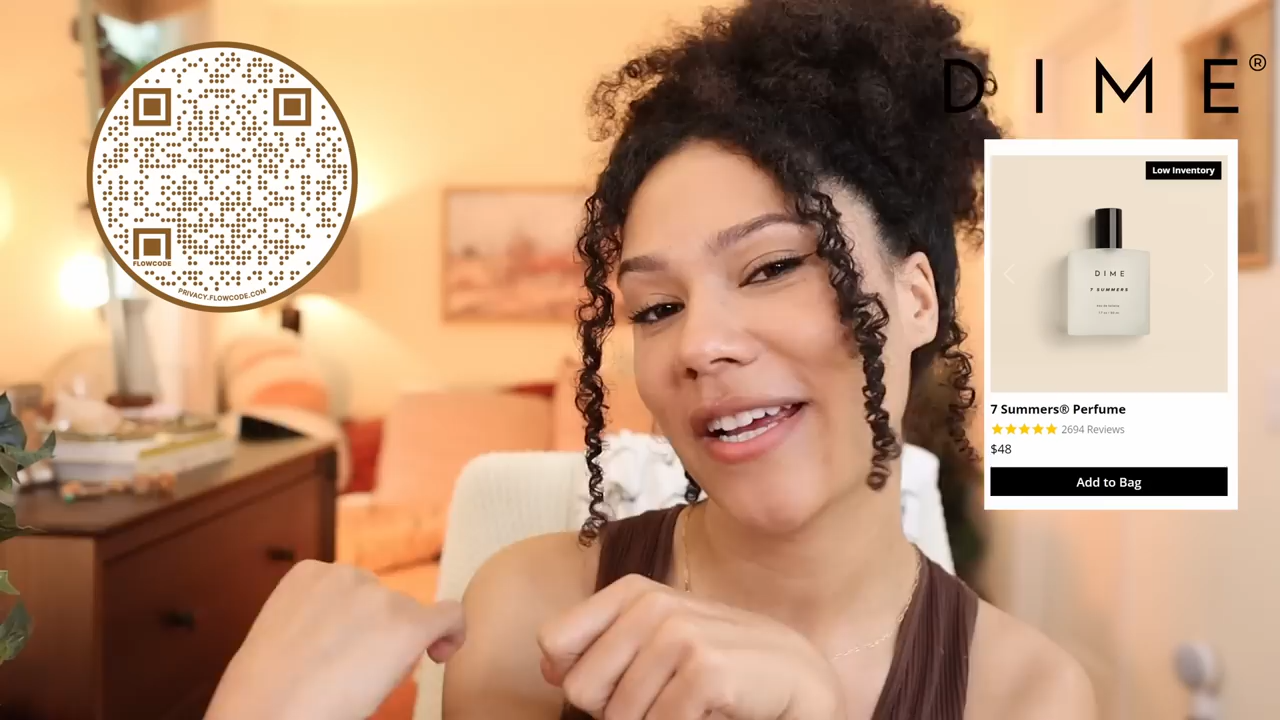 FLOWCODE
PRIVACY.FLOWCODE.COM
DIME®
Low Inventory
DIME
7 SUMMERS
7 Summers® Perfume
2694 Reviews
$48
Add to Bag